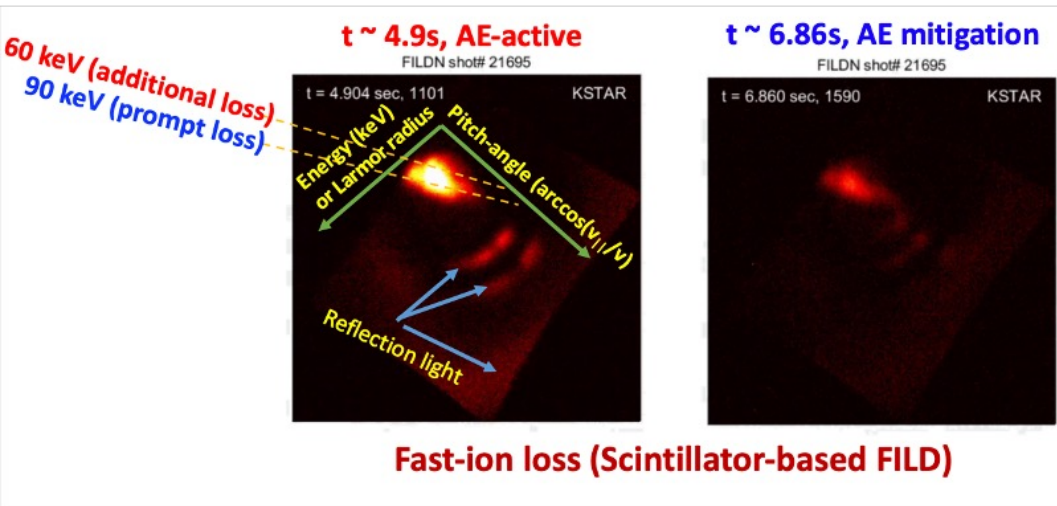 t ~ 4.9s, AE-active
FILDN shot# 21695
t = 4.904 sec, 1101
KSTAR
60 keV (additional loss)
90 keV (prompt loss)
Energy (keV)
or Larmor radius
Pitch-angle (arccos(v||/v)
Reflection light
t ~ 6.86s, AE mitigation
FILDN shot# 21695
t = 6.860 sec, 1590
KSTAR
Fast-ion loss (Scintillator-based FILD)